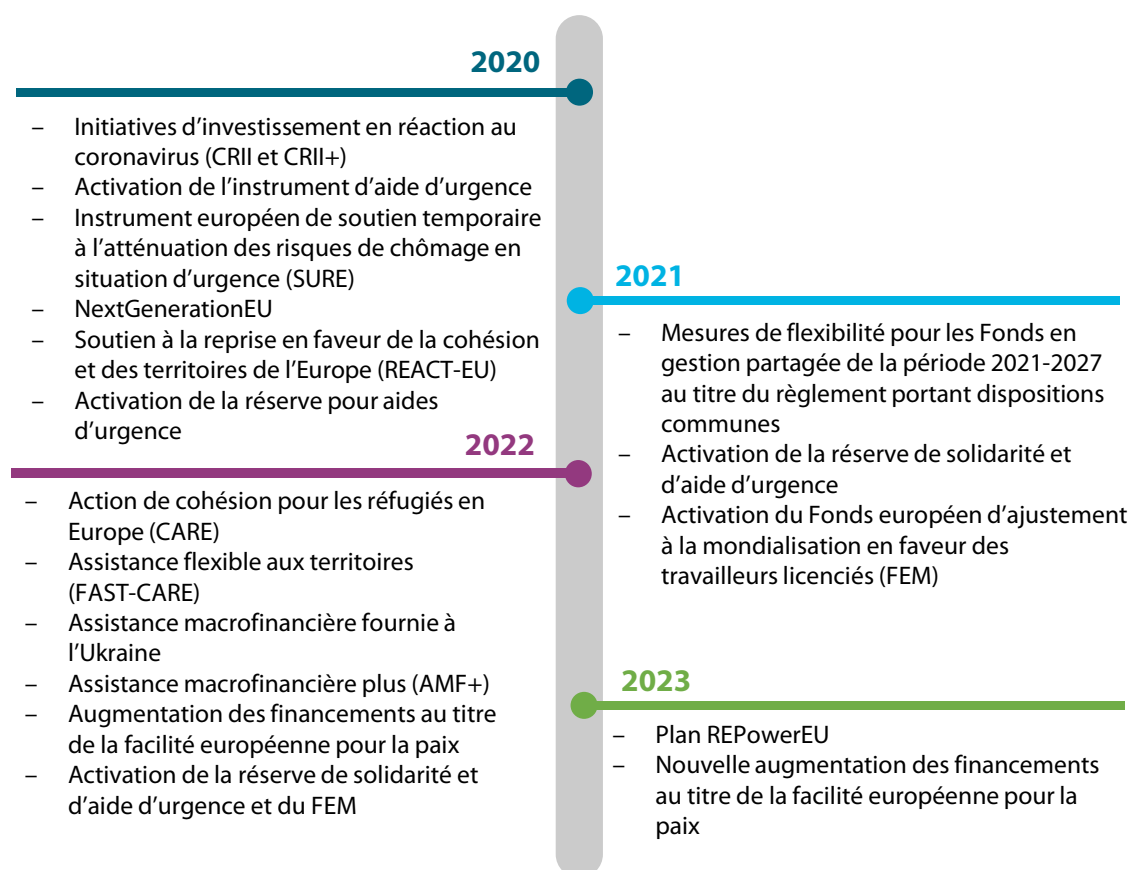 2020
– Initiatives d’investissement en réaction au
coronavirus (CRII et CRII+)
– Activation de l’instrument d’aide d’urgence
– Instrument européen de soutien temporaire
à l’atténuation des risques de chômage en
situation d’urgence (SURE)
– NextGenerationEU
– Soutien à la reprise en faveur de la cohésion
et des territoires de l’Europe (REACT-EU)
– Activation de la réserve pour aides
d’urgence
2021
– Mesures de flexibilité pour les Fonds en
gestion partagée de la période 2021-2027
au titre du règlement portant dispositions
communes
– Activation de la réserve de solidarité et
d’aide d’urgence
– Activation du Fonds européen d’ajustement
à la mondialisation en faveur des
travailleurs licenciés (FEM)
2022
– Action de cohésion pour les réfugiés en
Europe (CARE)
– Assistance flexible aux territoires
(FAST-CARE)
– Assistance macrofinancière fournie à
l’Ukraine
– Assistance macrofinancière plus (AMF+)
– Augmentation des financements au titre
de la facilité européenne pour la paix
– Activation de la réserve de solidarité et
d’aide d’urgence et du FEM
2023
– Plan REPowerEU
– Nouvelle augmentation des financements
au titre de la facilité européenne pour la
paix